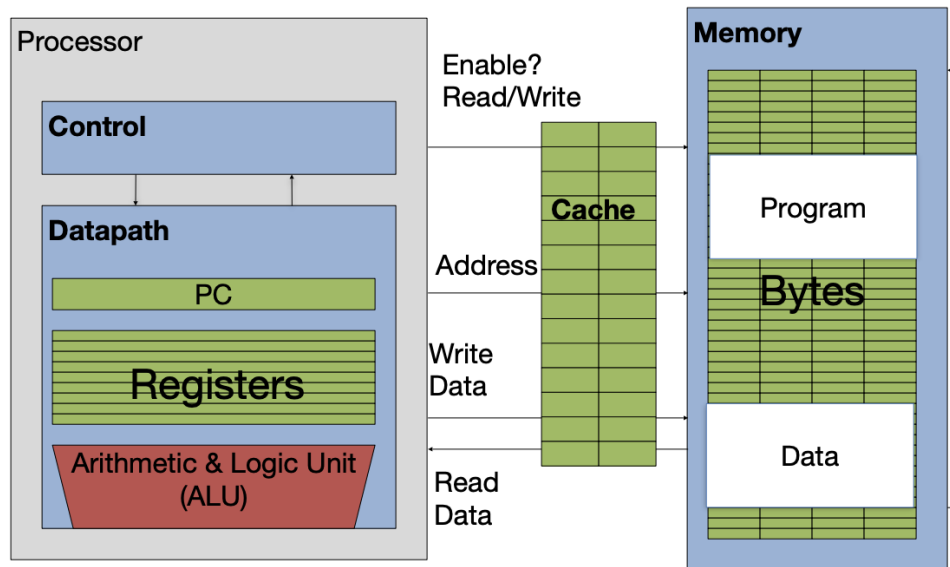 Processor
Control
Datapath
PC
Registers
Arithmetic & Logic Unit
(ALU)
Enable?
Read/Write
Address
Write
Data
Read
Data
Cache
Memory
Program
Bytes
Data